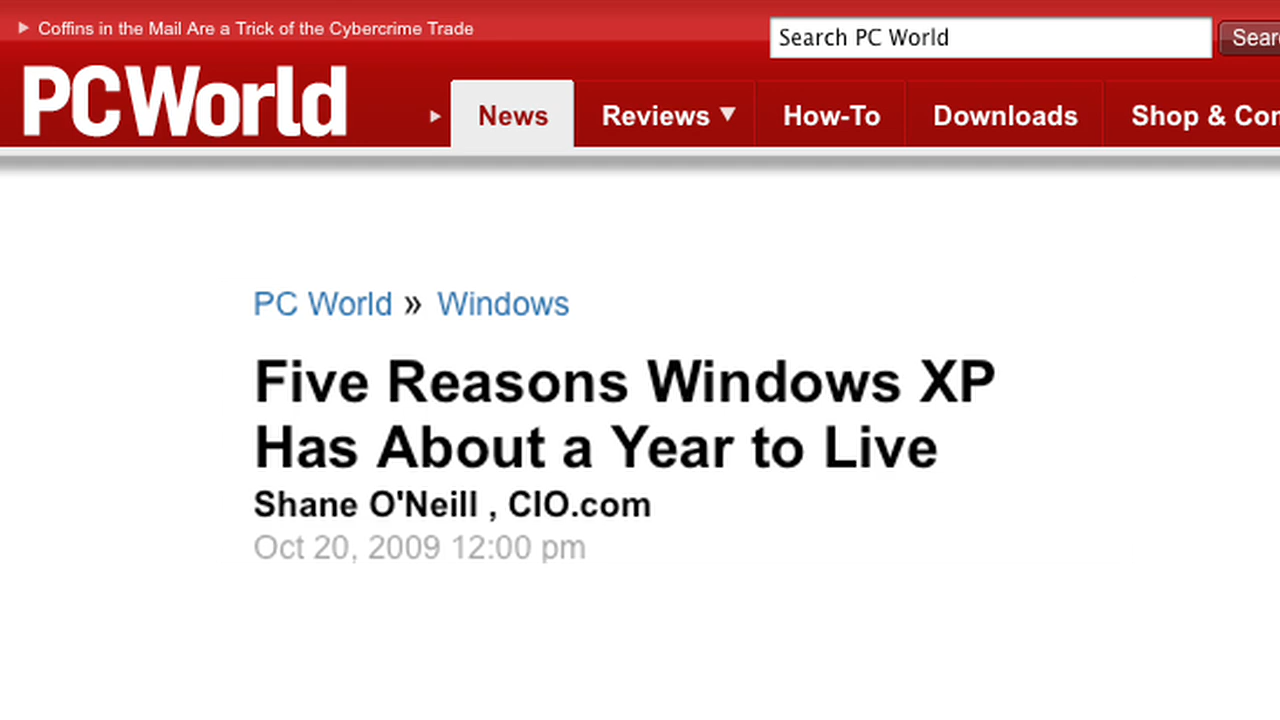 Coffins in the Mail Are a Trick of the Cybercrime Trade
Search PC World
PCWorld
News
Reviews
How-To
Downloads
Shop &
PC World » Windows
Five Reasons Windows XP
Has About a Year to Live
Shane O'Neill , CIO.com
Oct 20, 2009 12:00 pm